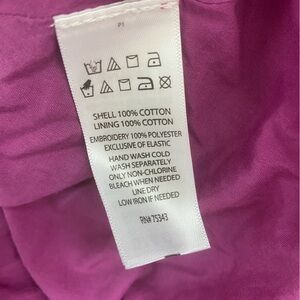 P1
SHELL 100% COTTON
LINING 100% COTTON
EMBROIDERY 100% POLYESTER
EXCLUSIVE OF ELASTIC
HAND WASH COLD
WASH SEPARATELY
ONLY NON-CHLORINE
BLEACH WHEN NEEDED
LINE DRY
LOW IRON IF NEEDED
RN# 75343